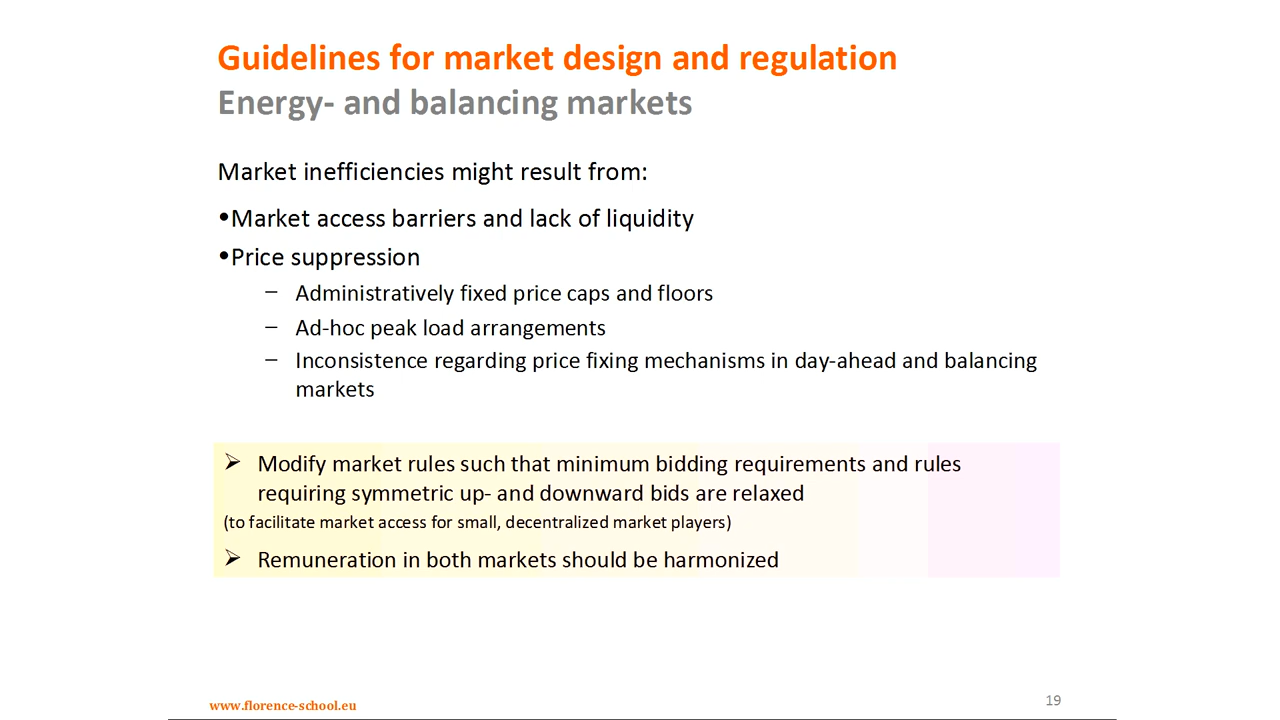 Guidelines for market design and regulation
Energy- and balancing markets
Market inefficiencies might result from:
•Market access barriers and lack of liquidity
•Price suppression
– Administratively fixed price caps and floors
– Ad-hoc peak load arrangements
– Inconsistence regarding price fixing mechanisms in day-ahead and balancing
markets
➢ Modify market rules such that minimum bidding requirements and rules
requiring symmetric up- and downward bids are relaxed
(to facilitate market access for small, decentralized market players)
➢ Remuneration in both markets should be harmonized
www.florence-school.eu
19